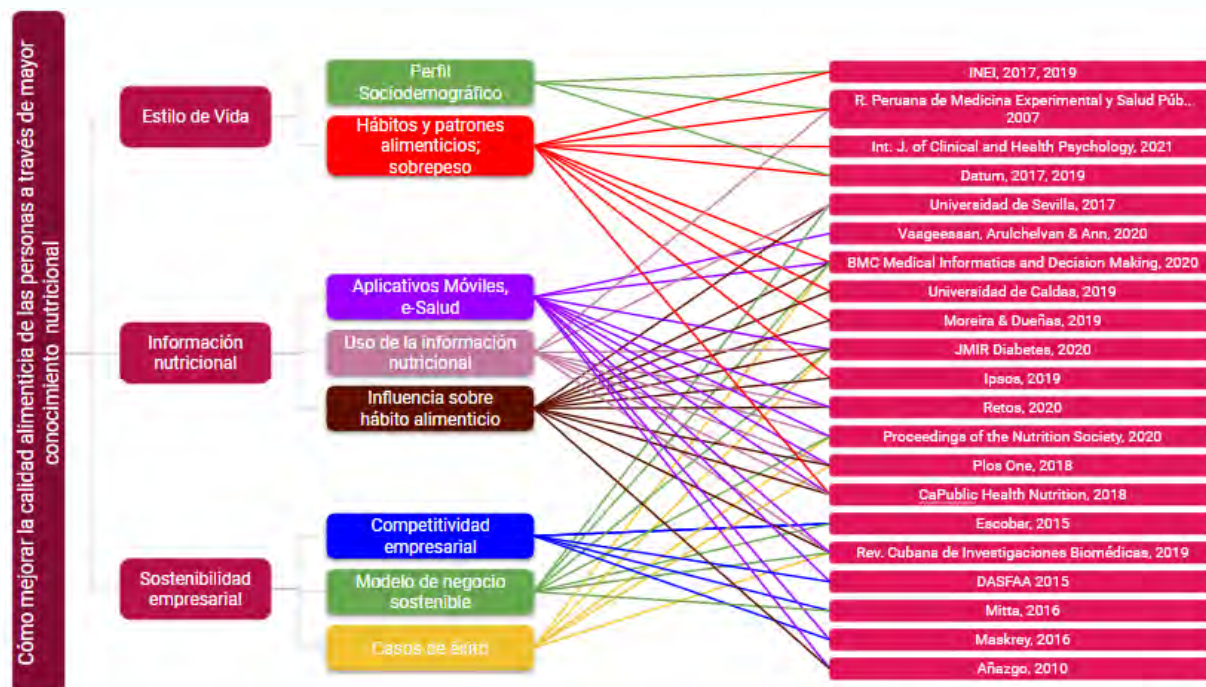 Cómo mejorar la calidad alimenticia de las personas a través de mayor
conocimiento nutricional
Estilo de Vida
Información
nutricional
Sostenibilidad
empresarial
Perfil
Sociodemográfico
Hábitos y patrones
alimenticios;
sobrepeso
Aplicativos Móviles,
e-Salud
Uso de la información
nutricional
Influencia sobre
hábito alimenticio
Competitividad
empresarial
Modelo de negocio
sostenible
Casos de éxito
INEI, 2017, 2019
R. Peruana de Medicina Experimental y Salud Púb...
2007
Int. J. of Clinical and Health Psychology, 2021
Datum, 2017, 2019
Universidad de Sevilla, 2017
Vaageessan, Arulchelvan & Ann, 2020
BMC Medical Informatics and Decision Making, 2020
Universidad de Caldas, 2019
Moreira & Dueñas, 2019
JMIR Diabetes, 2020
Ipsos, 2019
Retos, 2020
Proceedings of the Nutrition Society, 2020
Plos One, 2018
CaPublic Health Nutrition, 2018
Escobar, 2015
Rev. Cubana de Investigaciones Biomédicas, 2019
DASFAA 2015
Mitta, 2016
Maskrey, 2016
Añazgo, 2010